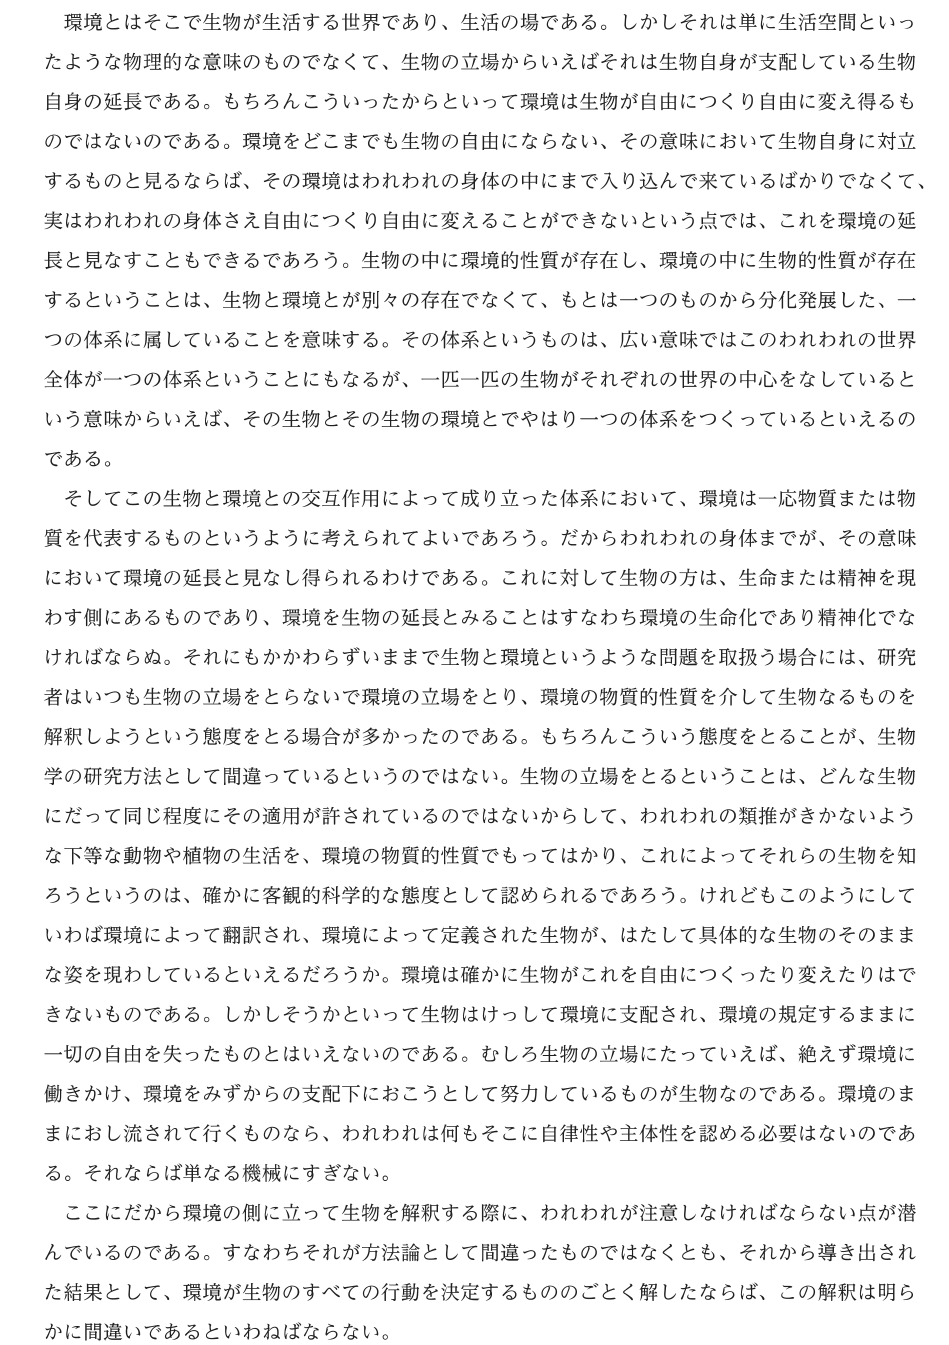 環境とはそこで生物が生活する世界であり、生活の場である。しかしそれは単に生活空間といっ
たような物理的な意味のものでなくて、生物の立場からいえばそれは生物自身が支配している生物
自身の延長である。もちろんこういったからといって環境は生物が自由につくり自由に変え得るも
のではないのである。環境をどこまでも生物の自由にならない、その意味において生物自身に対立
するものと見るならば、その環境はわれわれの身体の中にまで入り込んで来ているばかりでなくて、
実はわれわれの身体さえ自由につくり自由に変えることができないという点では、これを環境の延
長と見なすこともできるであろう。生物の中に環境的性質が存在し、環境の中に生物的性質が存在
するということは、生物と環境とが別々の存在でなくて、もとは一つのものから分化発展した、一
つの体系に属していることを意味する。その体系というものは、広い意味ではこのわれわれの世界
全体が一つの体系ということにもなるが、一匹一匹の生物がそれぞれの世界の中心をなしていると
いう意味からいえば、その生物とその生物の環境とでやはり一つの体系をつくっているといえるの
である。
　そしてこの生物と環境との交互作用によって成り立った体系において、環境は一応物質または物
質を代表するものというように考えられてよいであろう。だからわれわれの身体までが、その意味
において環境の延長と見なし得られるわけである。これに対して生物の方は、生命または精神を現
わす側にあるものであり、環境を生物の延長とみることはすなわち環境の生命化であり精神化でな
ければならぬ。それにもかかわらずいままで生物と環境というような問題を取扱う場合には、研究
者はいつも生物の立場をとらないで環境の立場をとり、環境の物質的性質を介して生物なるものを
解釈しようという態度をとる場合が多かったのである。もちろんこういう態度をとることが、生物
学の研究方法として間違っているというのではない。生物の立場をとるということは、どんな生物
にだって同じ程度にその適用が許されているのではないからして、われわれの類推がきかないよう
な下等な動物や植物の生活を、環境の物質的性質でもってはかり、これによってそれらの生物を知
ろうというのは、確かに客観的科学的な態度として認められるであろう。けれどもこのようにして
いわば環境によって翻訳され、環境によって定義された生物が、はたして具体的な生物のそのまま
な姿を現わしているといえるだろうか。環境は確かに生物がこれを自由につくったり変えたりはで
きないものである。しかしそうかといって生物はけっして環境に支配され、環境の規定するままに
一切の自由を失ったものとはいえないのである。むしろ生物の立場にたっていえば、絶えず環境に
働きかけ、環境をみずからの支配下におこうとして努力しているものが生物なのである。環境のま
まにおし流されて行くものなら、われわれは何もそこに自律性や主体性を認める必要はないのであ
る。それならば単なる機械にすぎない。
　ここにだから環境の側に立って生物を解釈する際に、われわれが注意しなければならない点が潜
んでいるのである。すなわちそれが方法論として間違ったものではなくとも、それから導き出され
た結果として、環境が生物のすべての行動を決定するもののごとく解したならば、この解釈は明ら
かに間違いであるといわねばならない。